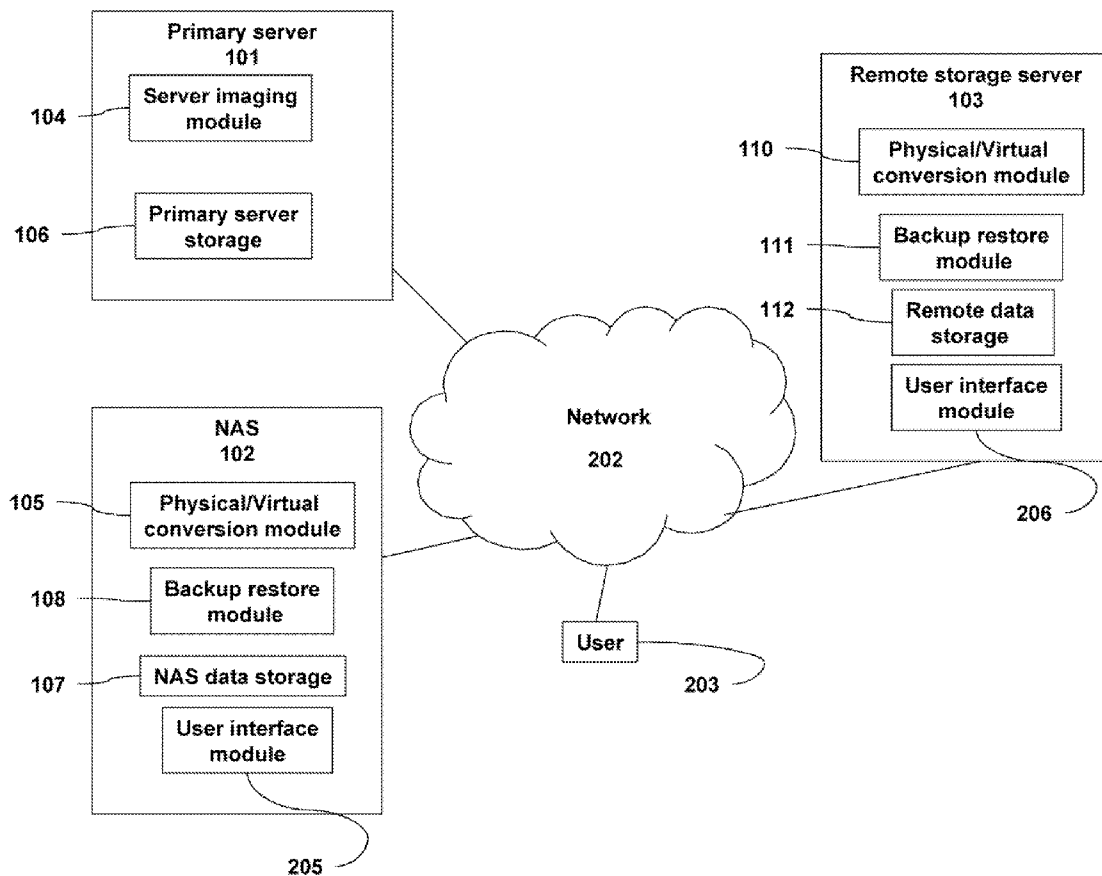 Primary server
101
104
Server imaging
module
106
Primary server
storage
Remote storage server
103
110
Physical/Virtual
conversion module
111
Backup restore
module
112
Remote data
storage
User interface
module
206
Network
202
NAS
102
105
Physical/Virtual
conversion module
108
Backup restore
module
107
NAS data storage
User interface
module
205
User
203